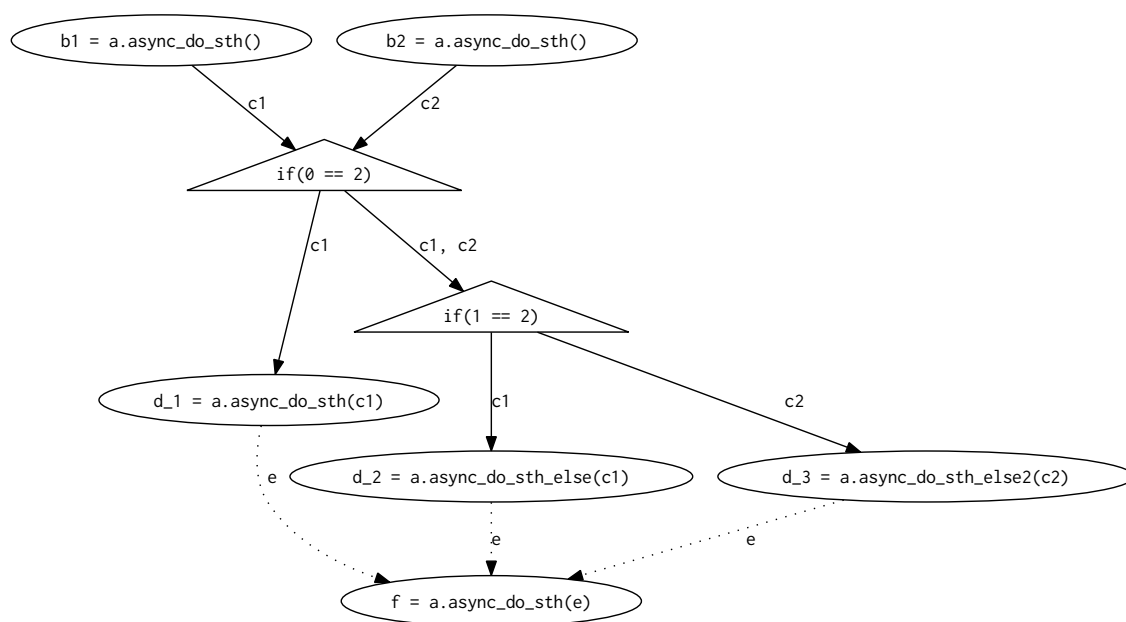 b1 = a.async_do_sth()
b2 = a.async_do_sth()
c1
c2
if(0 == 2)
c1
c1, c2
if(1 == 2)
c1
c2
d_1 = a.async_do_sth(c1)
d_2 = a.async_do_sth_else(c1)
d_3 = a.async_do_sth_else2(c2)
e
e
e
f = a.async_do_sth(e)